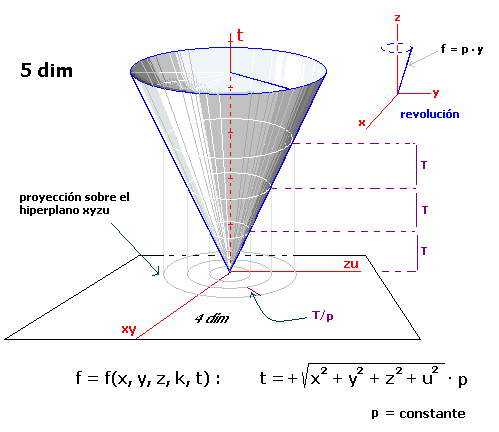 t
z
5 dim
f = p · y
y
x
revolución
T
proyección sobre el
hiperplano xyzu
T
T
zu
xy
4 dim
T/p
f = f(x, y, z, k, t) : t = + √x² + y² + z² + u² · p
p = constante